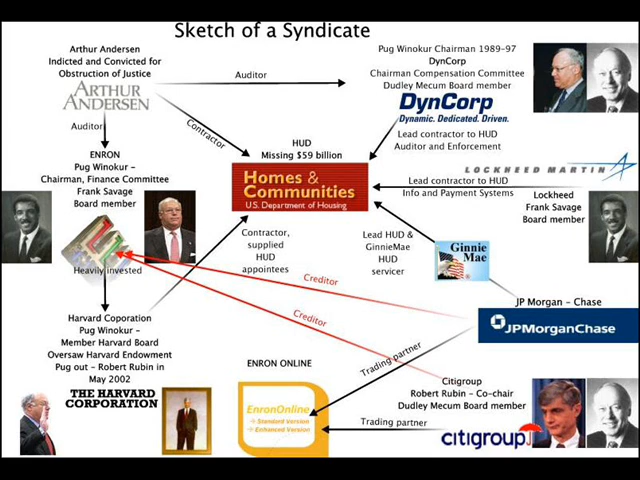 Sketch of a Syndicate
Arthur Andersen
Indicted and Convicted for
Obstruction of Justice
ARTHUR
ANDERSEN
Auditor
Pug Winokur Chairman 1989-97
DynCorp
Chairman Compensation Committee
Dudley Mecum Board member
DynCorp
Dynamic. Dedicated. Driven.
Auditor
Contractor
HUD
Missing $59 billion
Lead contractor to HUD
Auditor and Enforcement
ENRON
Pug Winokur -
Chairman, Finance Committee
Frank Savage
Board member
Homes &
Communities
U.S. Department of Housing
LOCKHEED MARTIN
Lead contractor to HUD
Info and Payment Systems
Lockheed
Frank Savage
Board member
Heavily invested
Contractor,
supplied
HUD
appointees
Lead HUD &
GinnieMae
HUD
servicer
Ginnie
Mae
Creditor
Creditor
JP Morgan - Chase
JPMorganChase
Harvard Coporation
Pug Winokur -
Member Harvard Board
Oversaw Harvard Endowment
Pug out - Robert Rubin in
May 2002
THE HARVARD
CORPORATION
ENRON ONLINE
EnronOnline
Standard version
Enhanced Version
Trading partner
Citigroup
Robert Rubin - Co-chair
Dudley Mecum Board member
Trading partner
citigroup